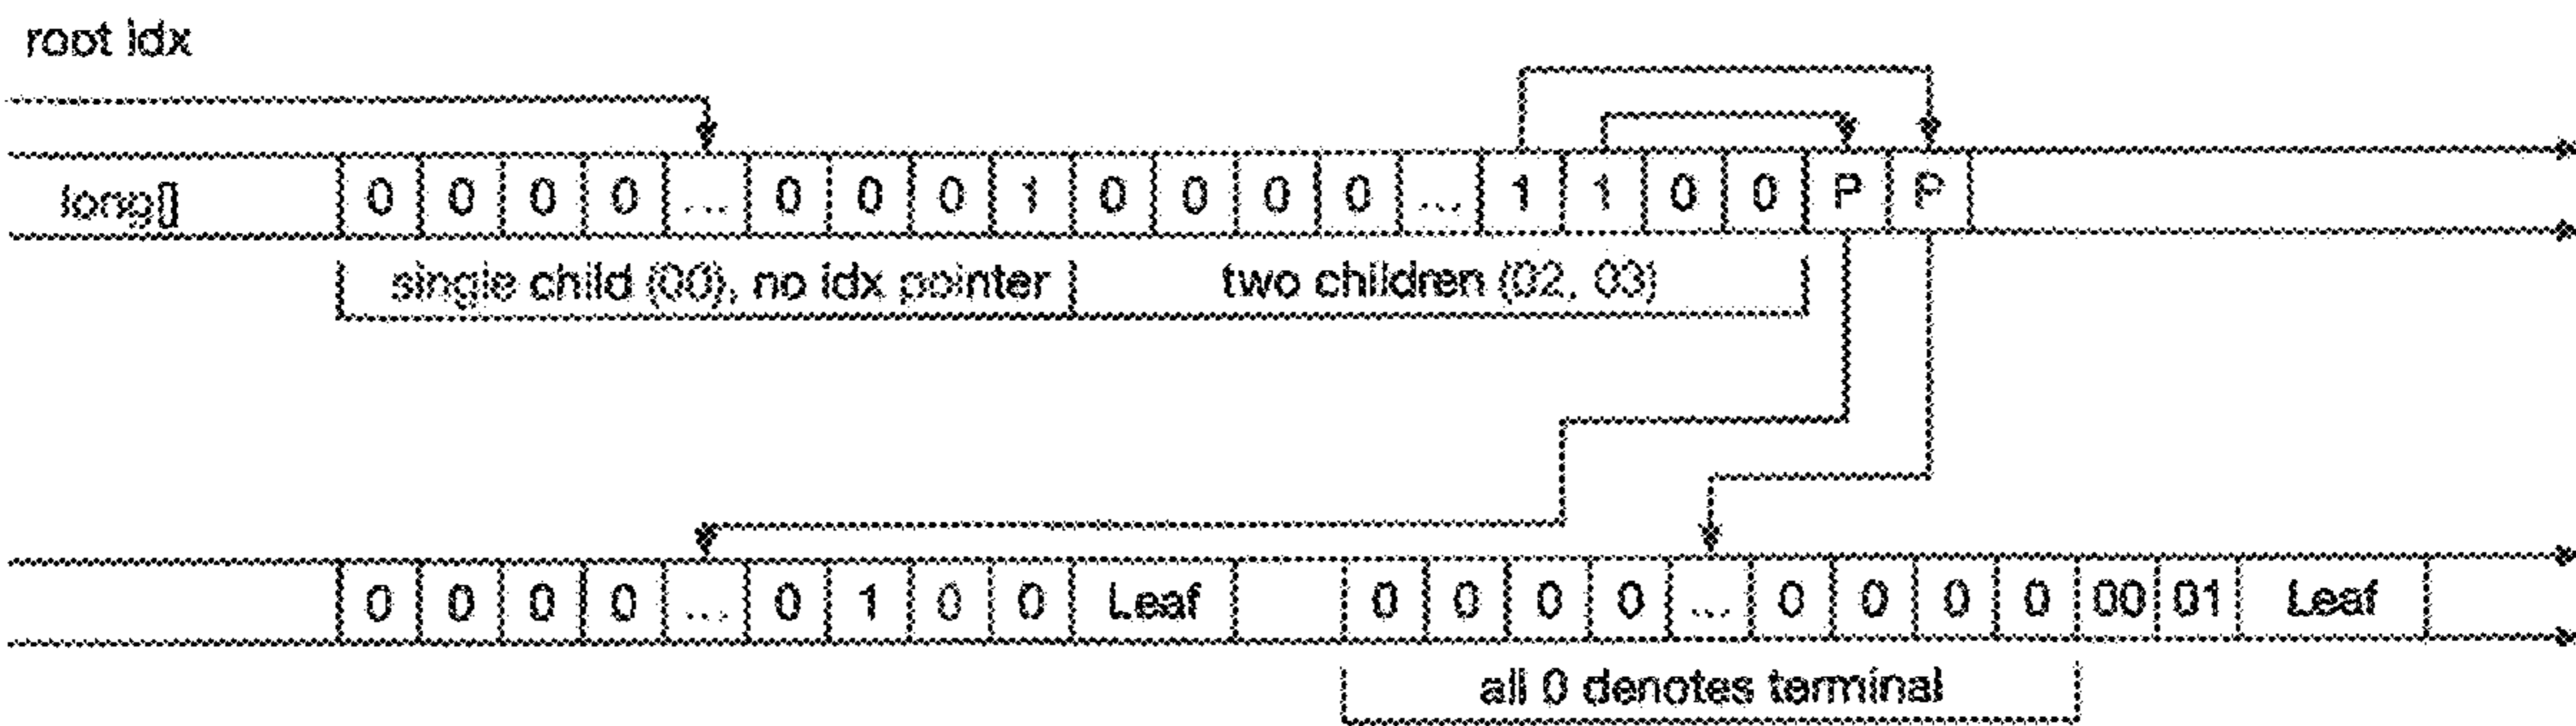 root idx
long[] 0 0 0 0 ... 0 0 0 1 0 0 0 0 ... 1 1 0 0 P P
single child (00), no idx pointer two children (02, 03)
0 0 0 0 ... 0 1 0 0 Leaf 0 0 0 0 ... 0 0 0 0 00 01 Leaf
all 0 denotes terminal